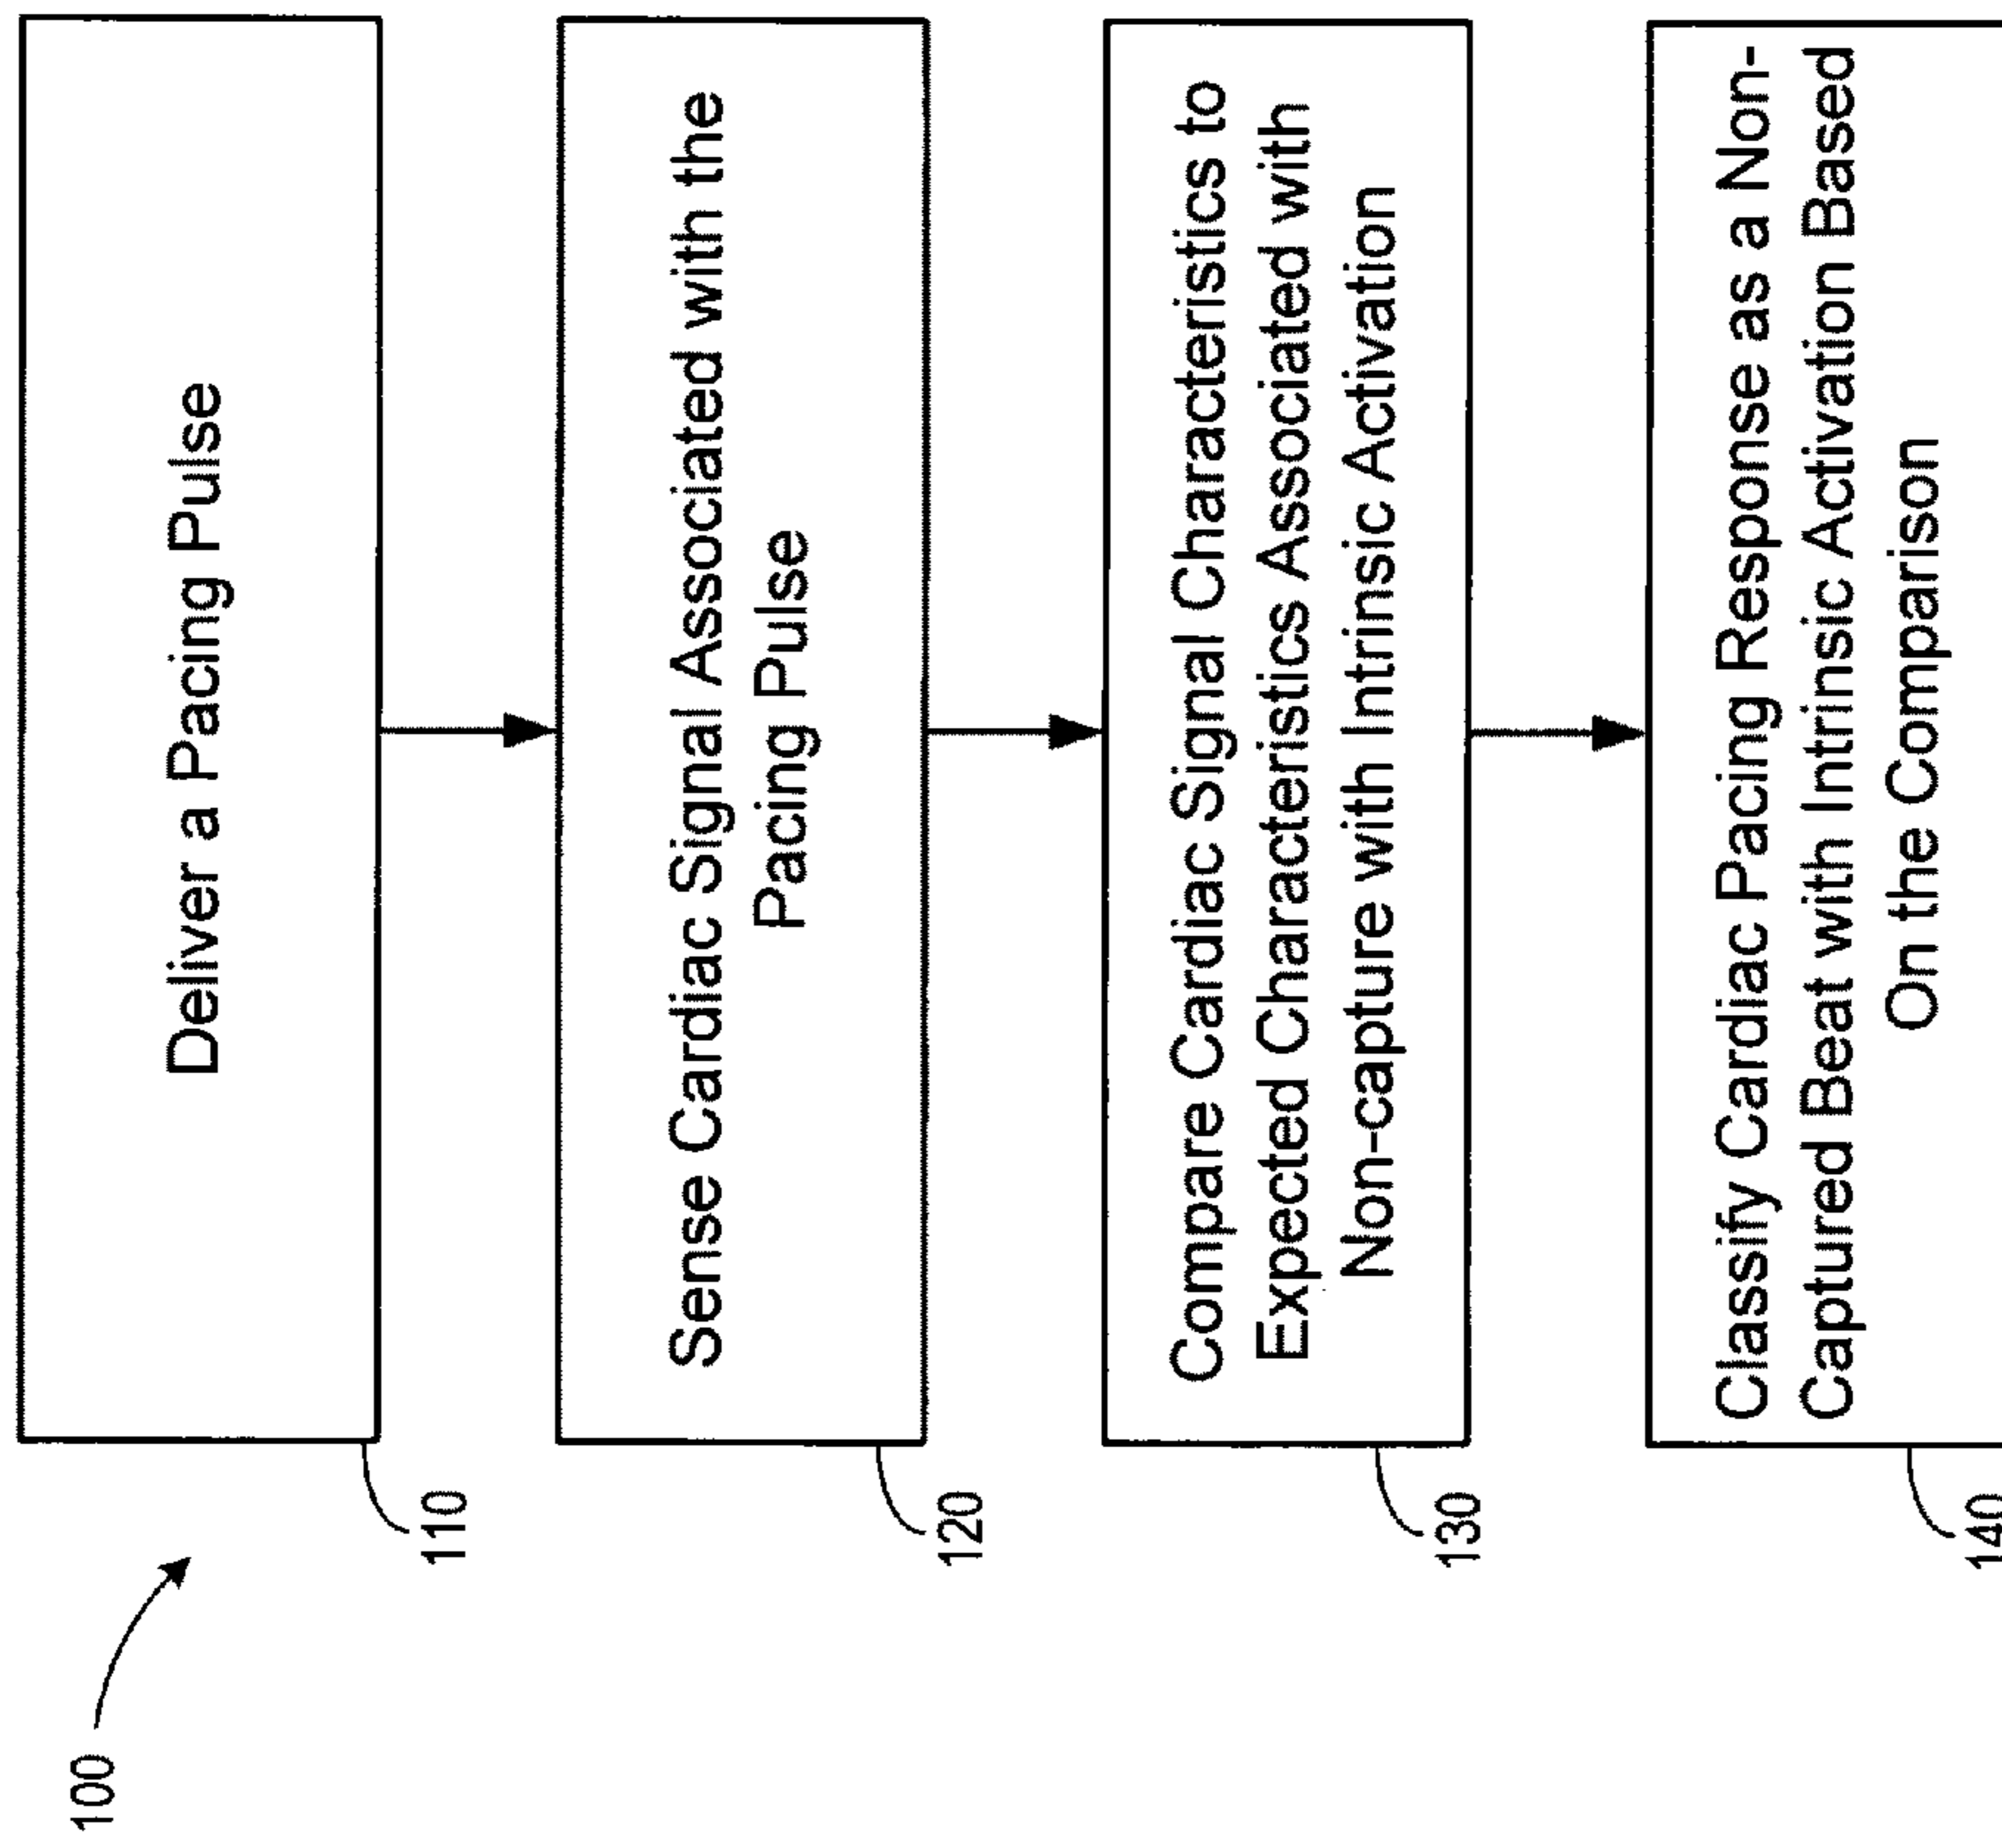 100
Deliver a Pacing Pulse
110
Sense Cardiac Signal Associated with the
Pacing Pulse
120
Compare Cardiac Signal Characteristics to
Expected Characteristics Associated with
Non-capture with Intrinsic Activation
130
Classify Cardiac Pacing Response as a Non-
Captured Beat with Intrinsic Activation Based
On the Comparison
140